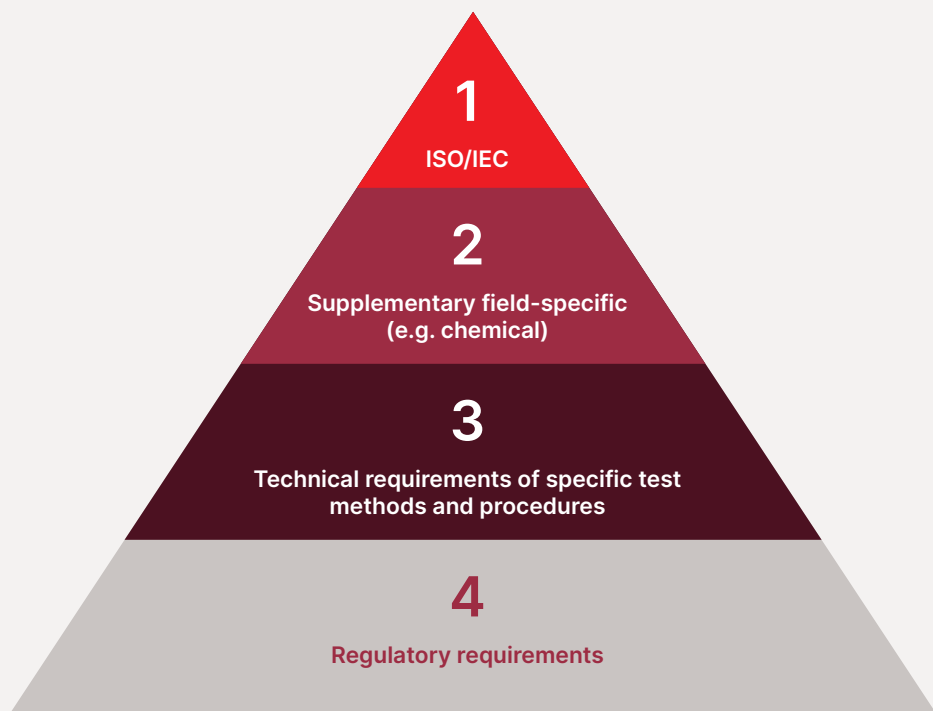 1
ISO/IEC
2
Supplementary field-specific
(e.g. chemical)
3
Technical requirements of specific test
methods and procedures
4
Regulatory requirements